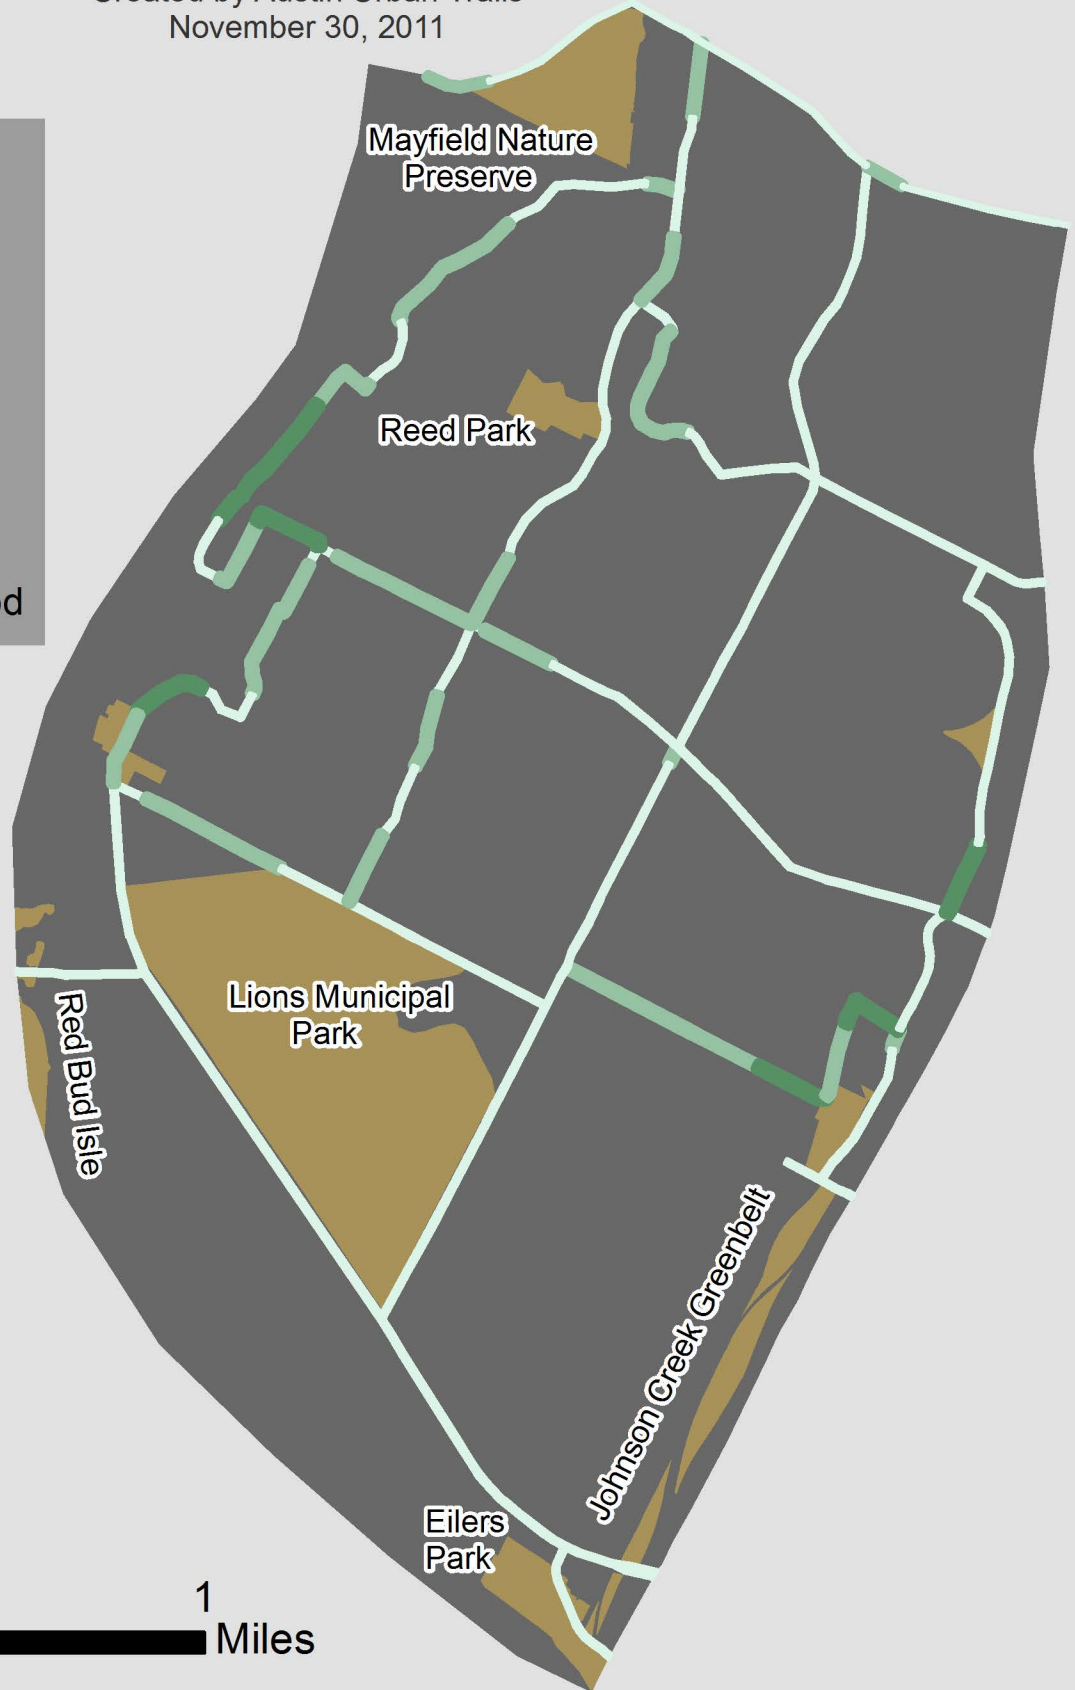 November 30, 2011
Mayfield Nature
Preserve
Reed Park
Lions Municipal
Park
Red Bud Isle
Johnson Creek Greenbelt
Eilers
Park
1
Miles